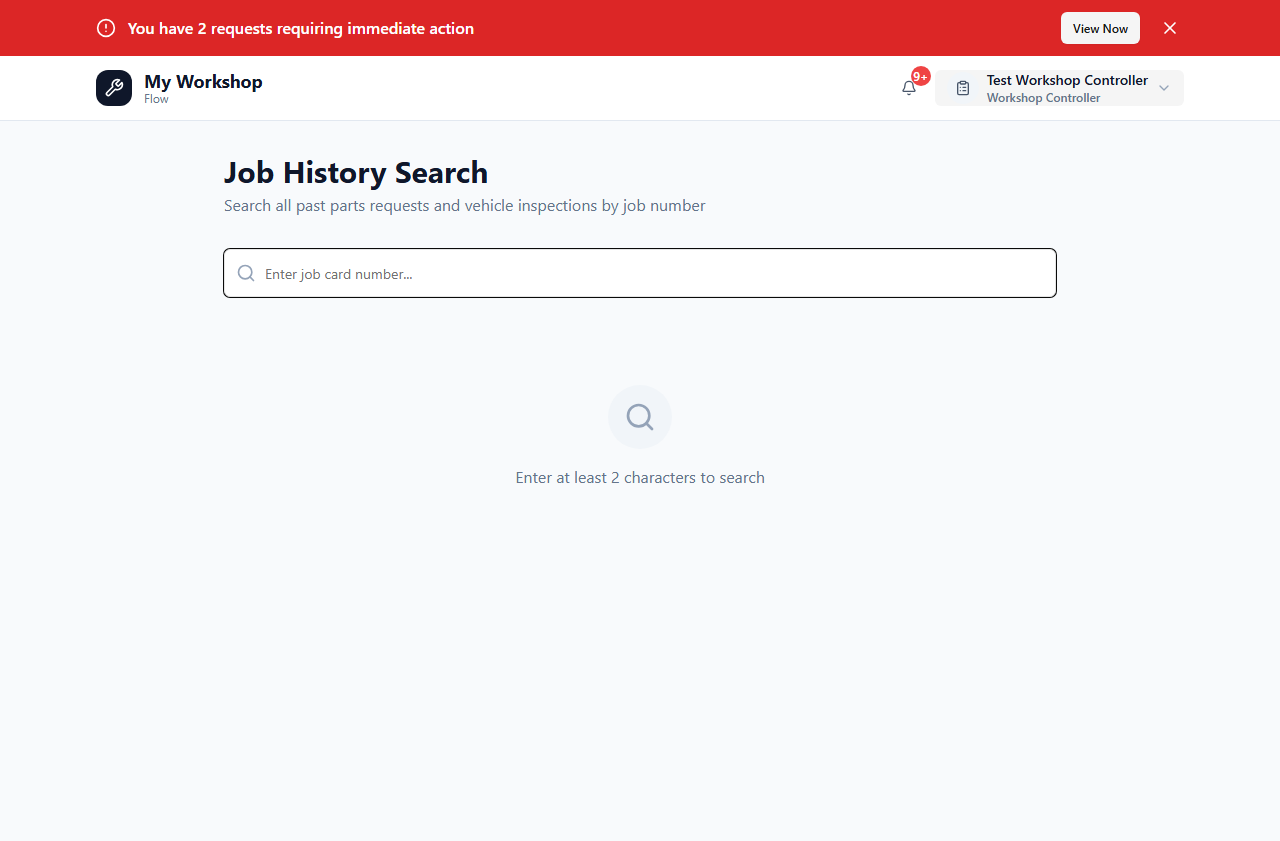 You have 2 requests requiring immediate action
View Now
My Workshop
Flow
9+
Test Workshop Controller
Workshop Controller
Job History Search
Search all past parts requests and vehicle inspections by job number
Enter job card number...
Enter at least 2 characters to search